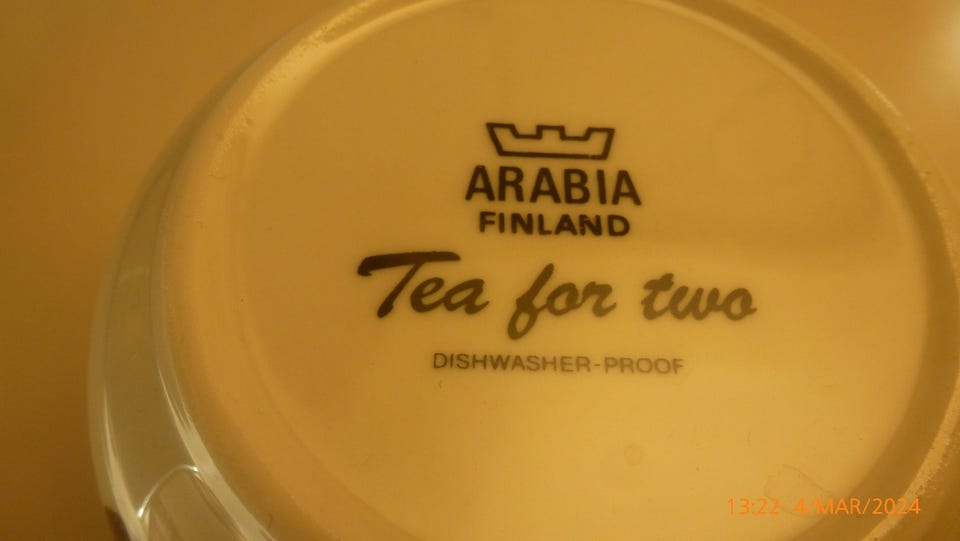 ARABIA
FINLAND
Tea for two
DISHWASHER-PROOF
13:22 4/MAR/2024